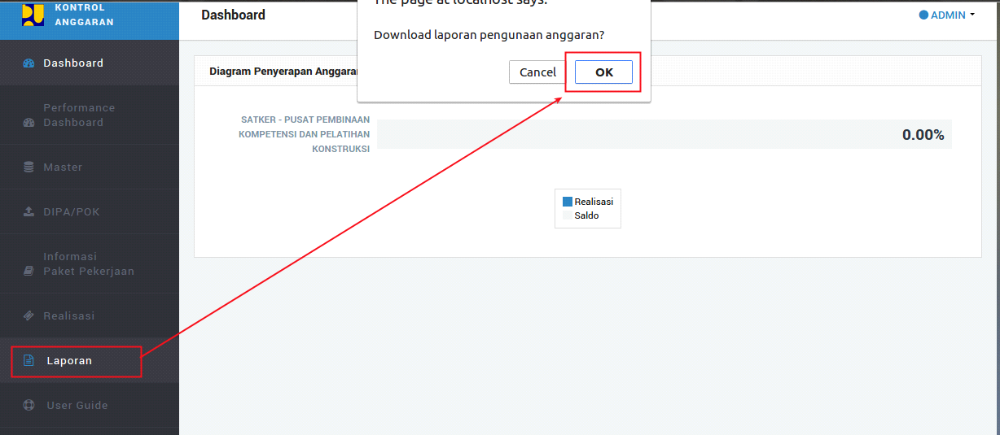 KONTROL
ANGGARAN
Dashboard
The page at localhost says:
ADMIN
Download laporan pengunaan anggaran?
Cancel
OK
Dashboard
Performance
Dashboard
Master
DIPA/POK
Informasi
Paket Pekerjaan
Realisasi
Laporan
User Guide
Diagram Penyerapan Anggaran
SATKER - PUSAT PEMBINAAN
KOMPETENSI DAN PELATIHAN
KONSTRUKSI
0.00%
Realisasi
Saldo